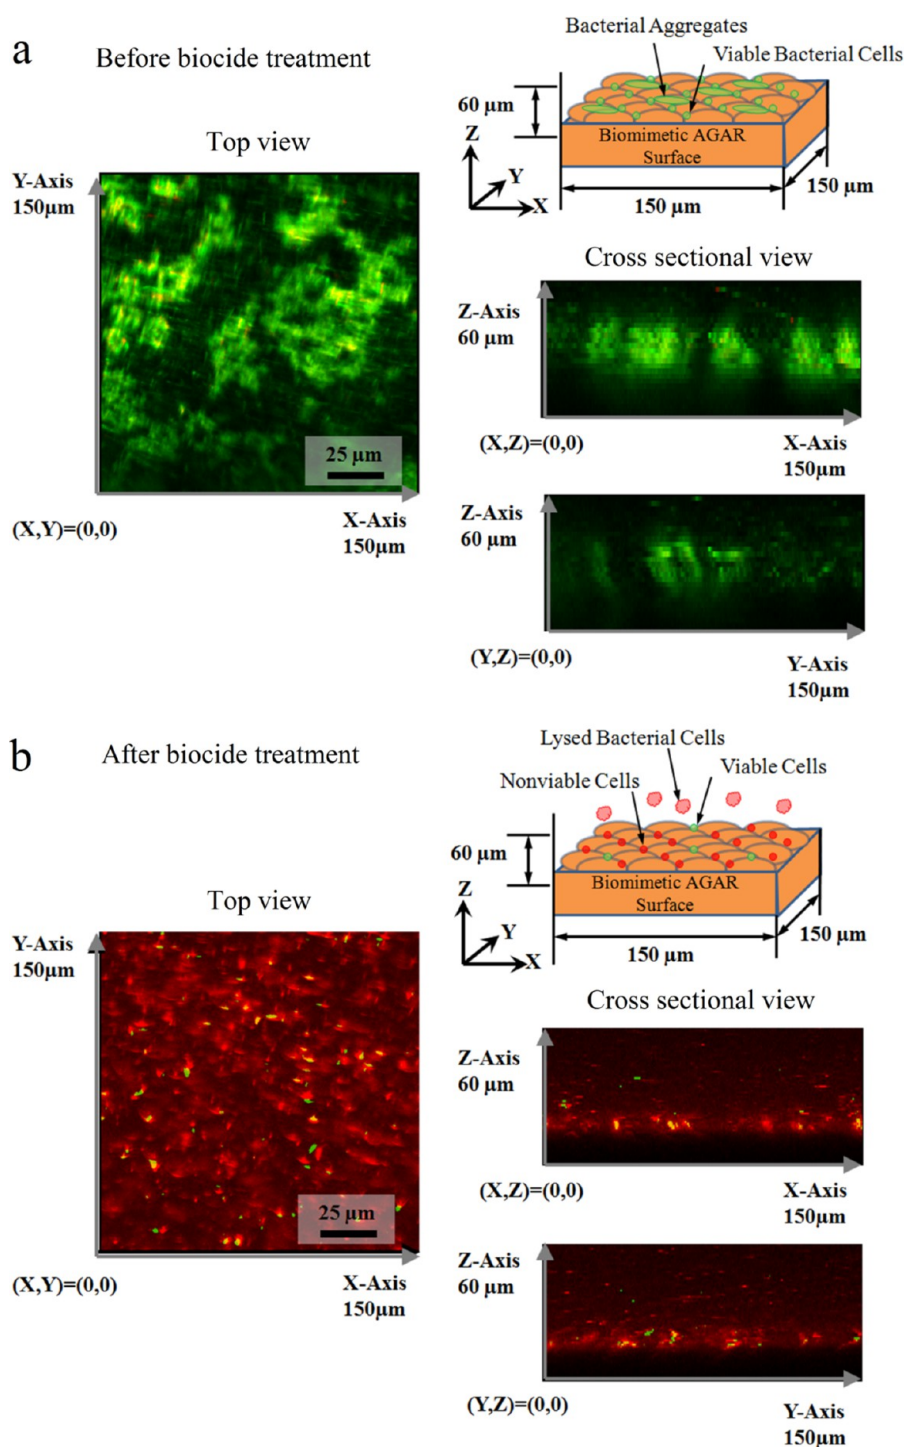 a
Before biocide treatment
Bacterial Aggregates
Viable Bacterial Cells
60 µm
Z
Y
X
Biomimetic AGAR
Surface
150 µm
150 µm
Top view
Y-Axis
150µm
25 µm
(X,Y)=(0,0)
X-Axis
150µm
Cross sectional view
Z-Axis
60 µm
(X,Z)=(0,0)
X-Axis
150µm
Z-Axis
60 µm
(Y,Z)=(0,0)
Y-Axis
150µm
b
After biocide treatment
Lysed Bacterial Cells
Nonviable Cells
Viable Cells
60 µm
Z
Y
X
Biomimetic AGAR
Surface
150 µm
150 µm
Top view
Y-Axis
150µm
25 µm
(X,Y)=(0,0)
X-Axis
150µm
Cross sectional view
Z-Axis
60 µm
(X,Z)=(0,0)
X-Axis
150µm
Z-Axis
60 µm
(Y,Z)=(0,0)
Y-Axis
150µm